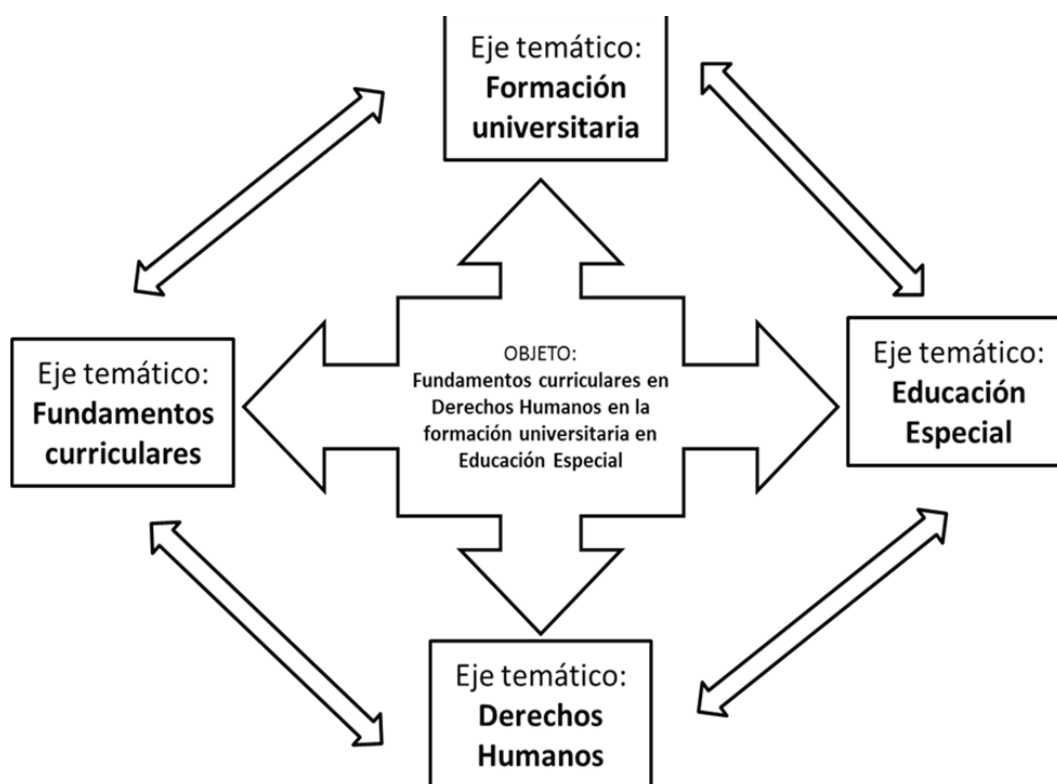 Eje temático:
Formación
universitaria
Eje temático:
Fundamentos
curriculares
OBJETO:
Fundamentos curriculares en
Derechos Humanos en la
formación universitaria en
Educación Especial
Eje temático:
Educación
Especial
Eje temático:
Derechos
Humanos